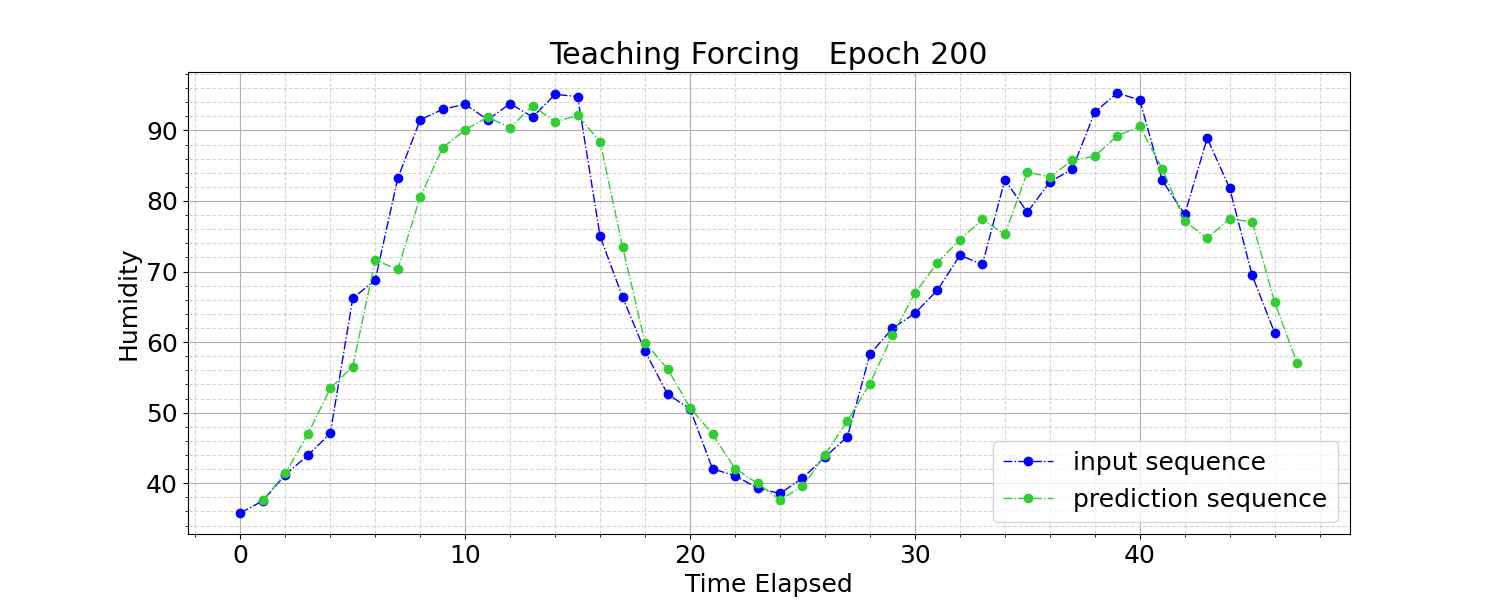 Teaching Forcing   Epoch 200
Humidity
90
80
70
60
50
40
input sequence
prediction sequence
0 10 20 30 40
Time Elapsed